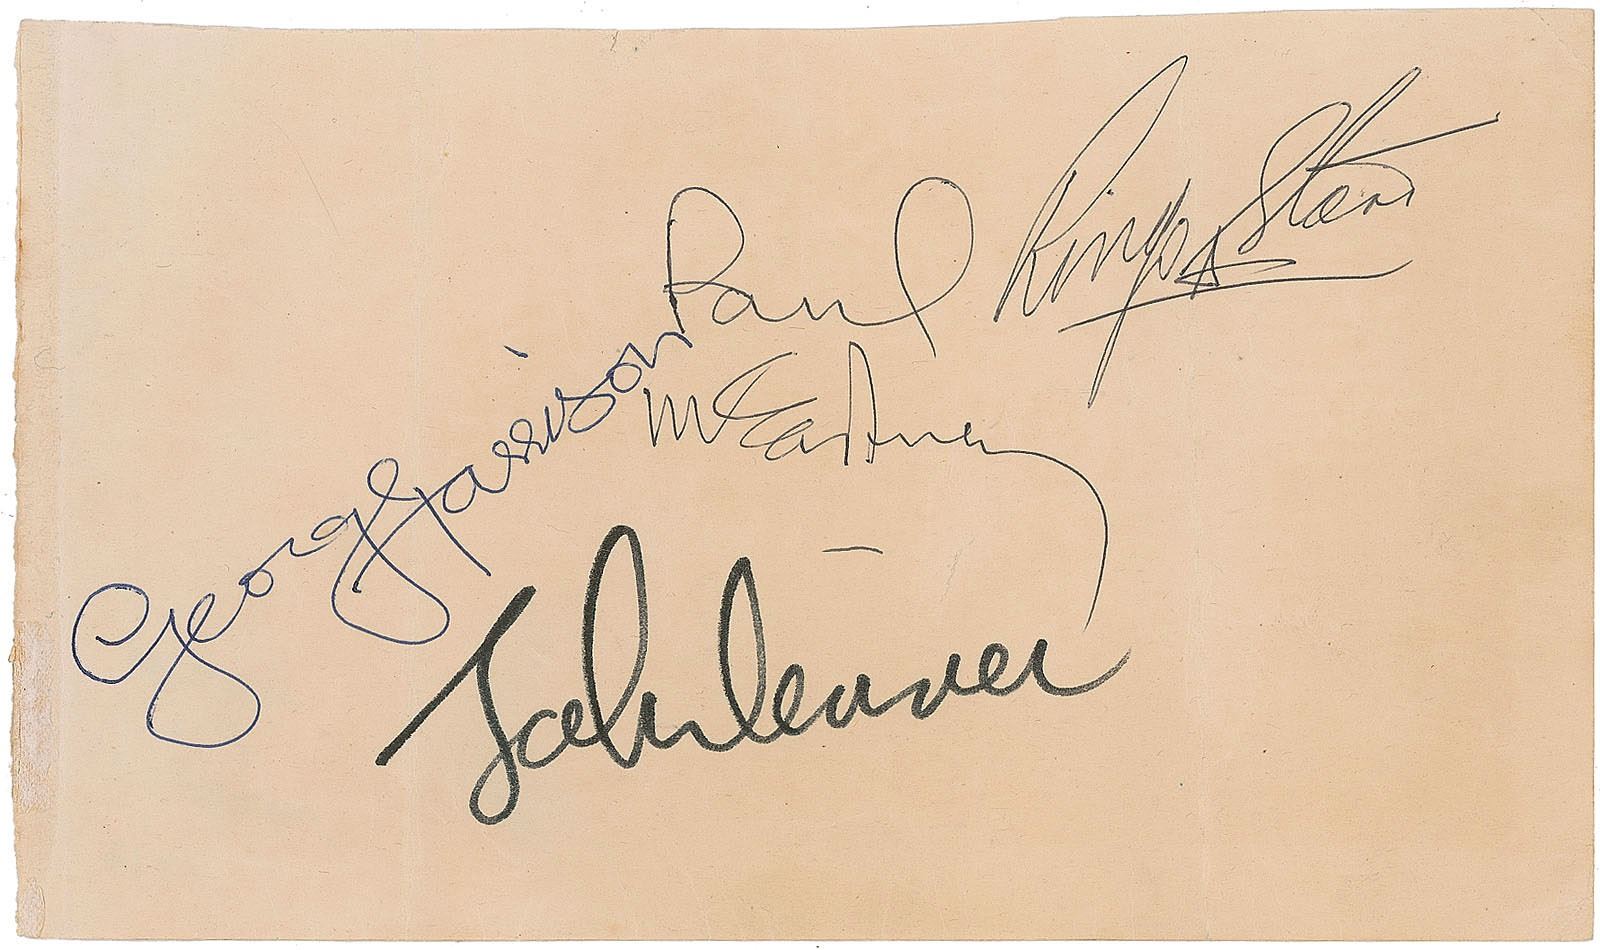 Ringo Starr
Paul
McCartney
George Harrison
John Lennon